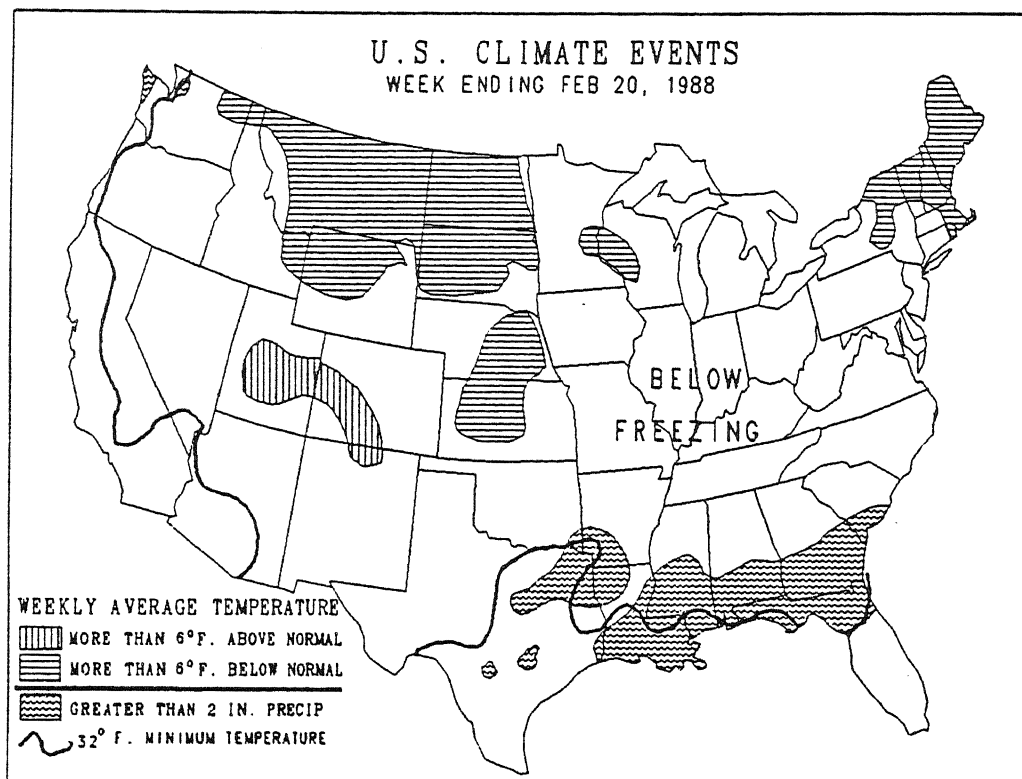 U.S. CLIMATE EVENTS
WEEK ENDING FEB 20, 1988
BELOW
FREEZING
WEEKLY AVERAGE TEMPERATURE
MORE THAN 6°F. ABOVE NORMAL
MORE THAN 6°F. BELOW NORMAL
GREATER THAN 2 IN. PRECIP
32° F. MINIMUM TEMPERATURE